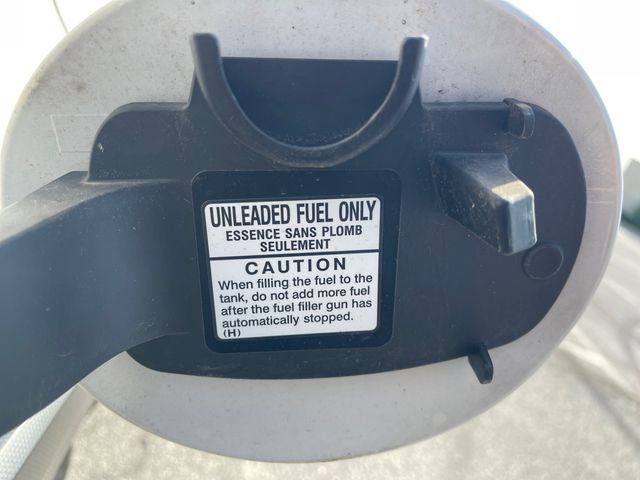 UNLEADED FUEL ONLY
ESSENCE SANS PLOMB
SEULEMENT
CAUTION
When filling the fuel to the
tank, do not add more fuel
after the fuel filler gun has
automatically stopped.
(H)